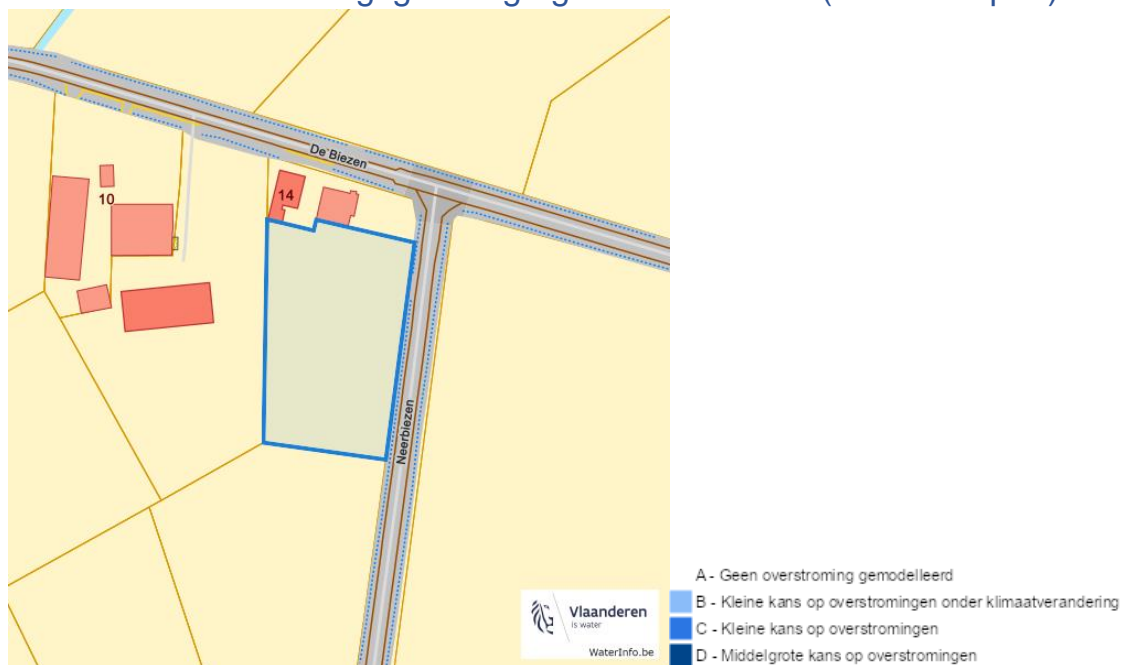 De Biezen
14
10
Neerbiezen
Vlaanderen
is water
WaterInfo.be
A - Geen overstroming gemodelleerd
B - Kleine kans op overstromingen onder klimaatverandering
C - Kleine kans op overstromingen
D - Middelgrote kans op overstromingen